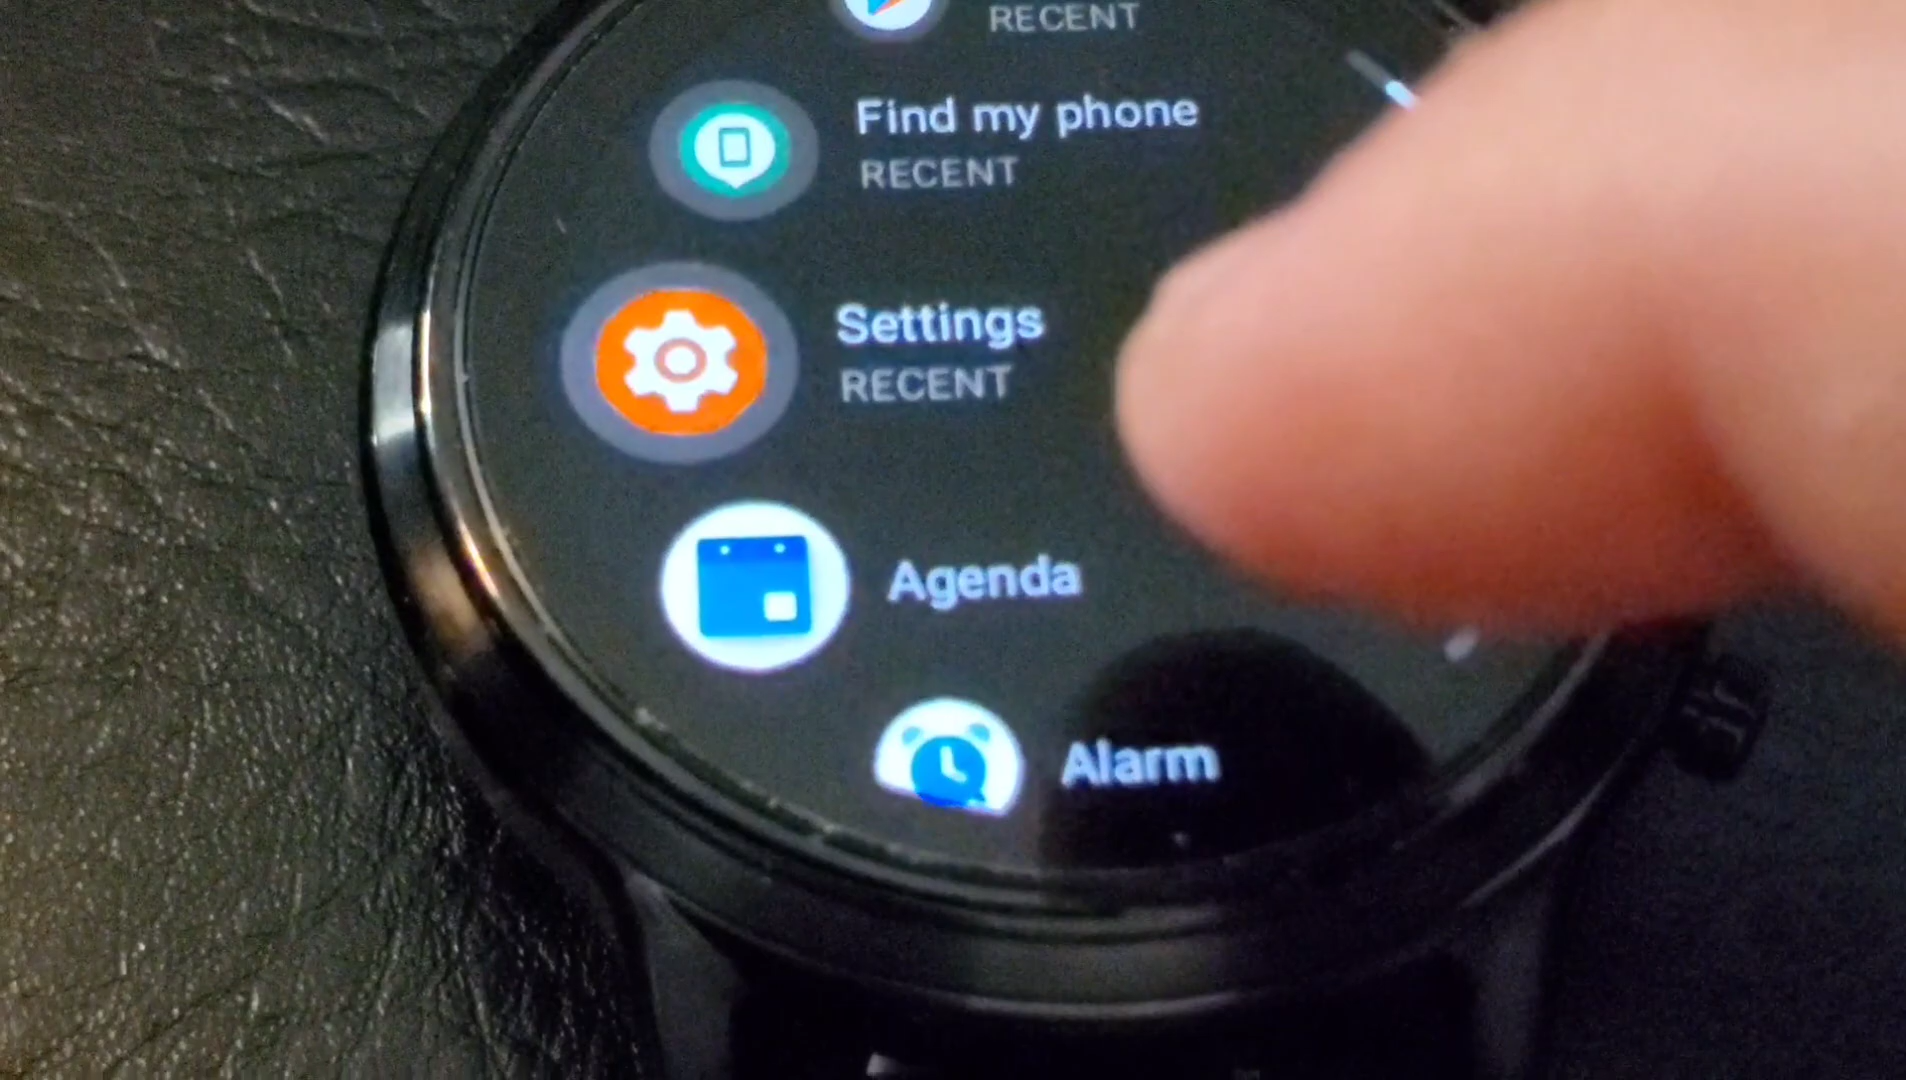 RECENT
Find my phone
RECENT
Settings
RECENT
Agenda
Alarm